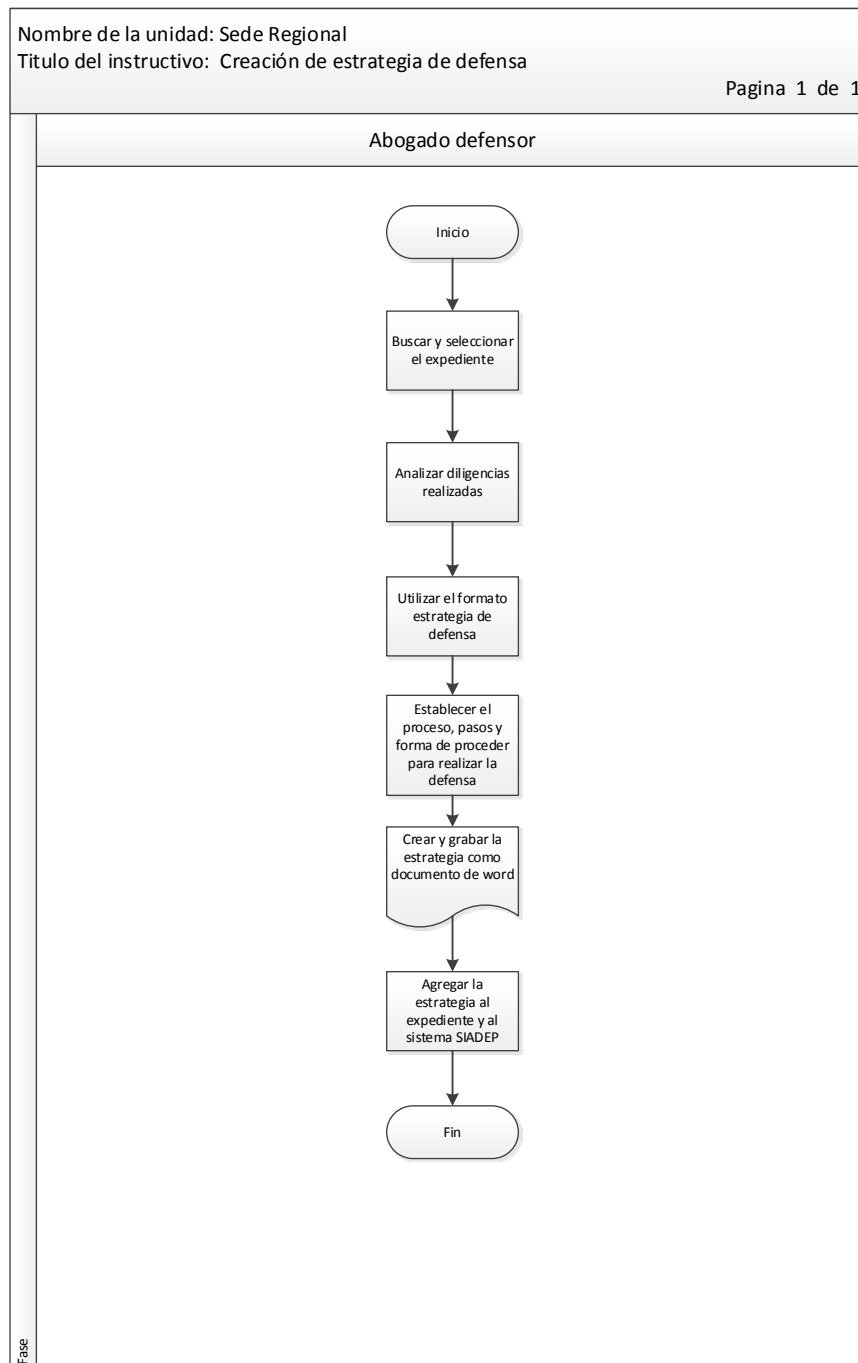 Nombre de la unidad: Sede Regional
Titulo del instructivo:  Creación de estrategia de defensa
Pagina 1 de 1
Abogado defensor
Inicio
Buscar y seleccionar
el expediente
Analizar diligencias
realizadas
Utilizar el formato
estrategia de
defensa
Establecer el
proceso, pasos y
forma de proceder
para realizar la
defensa
Crear y grabar la
estrategia como
documento de word
Agregar la
estrategia al
expediente y al
sistema SIADEP
Fin
Fase